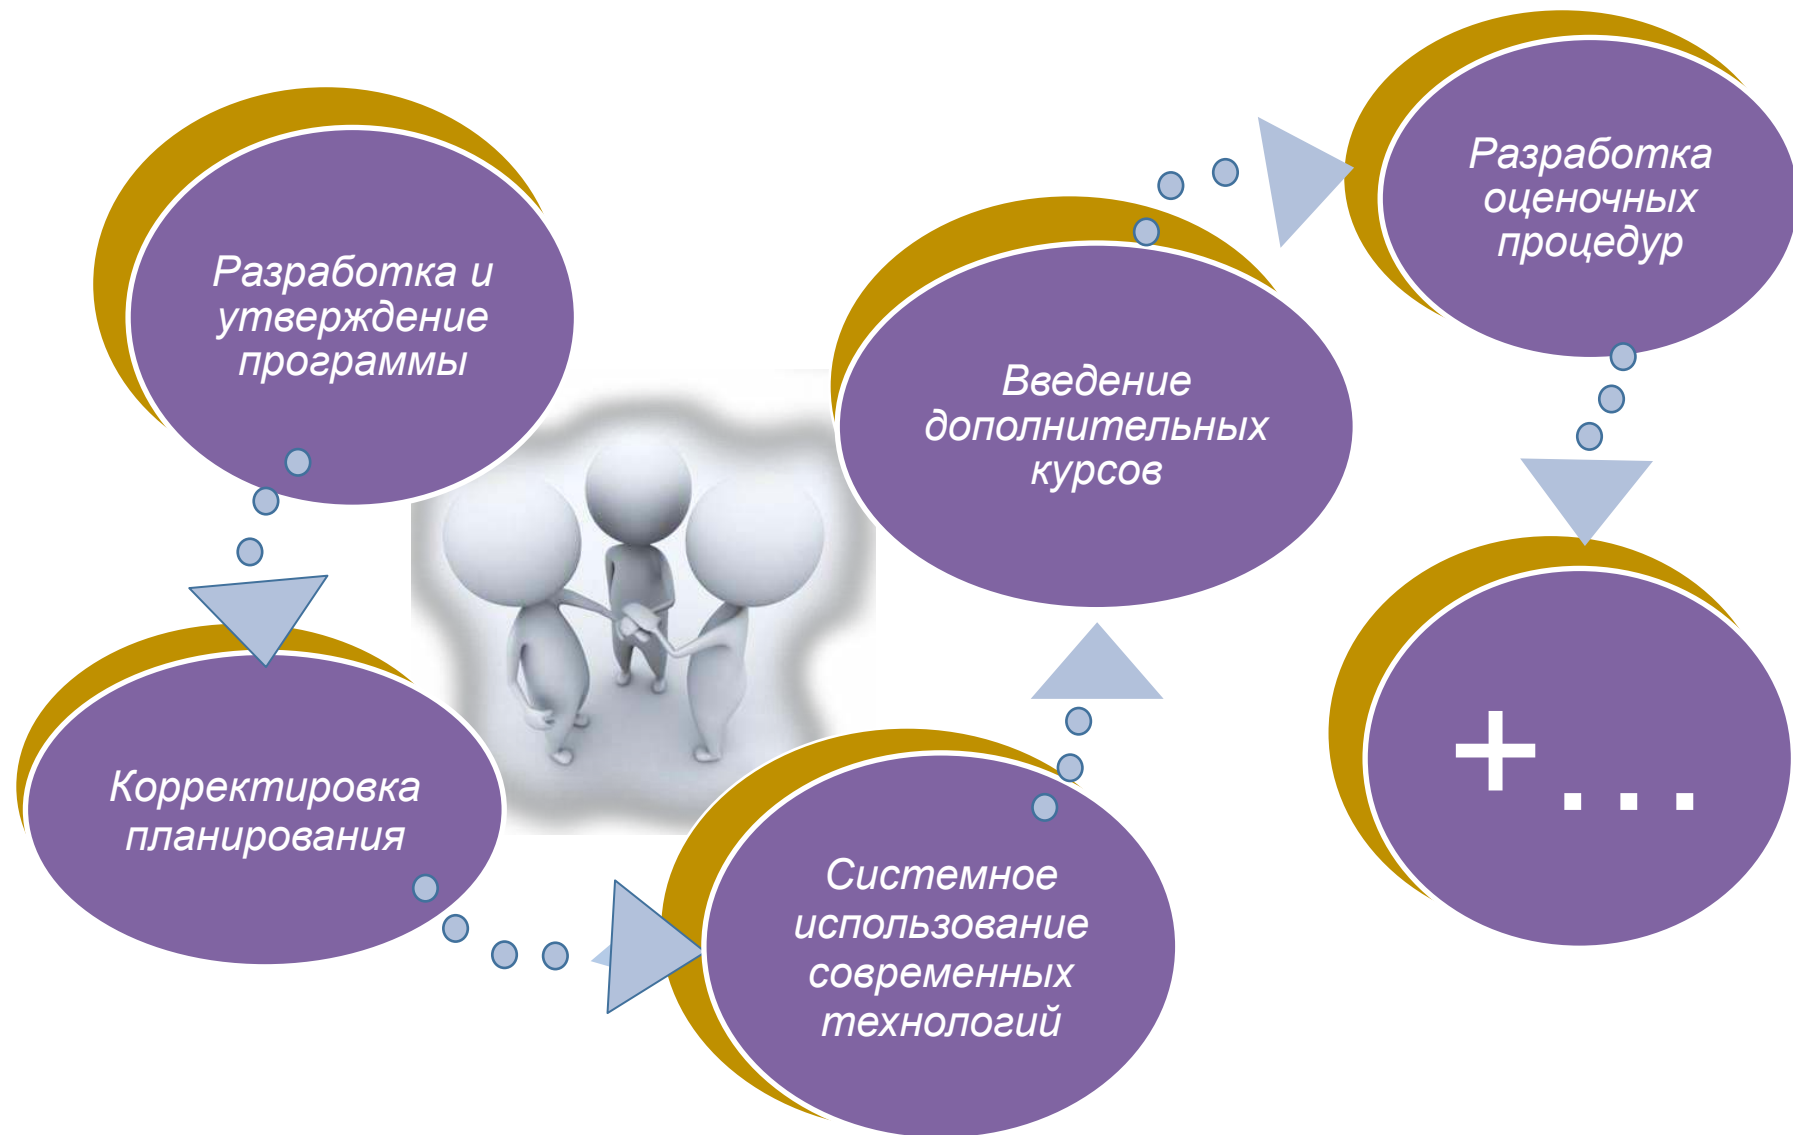 Разработка и
утверждение
программы
Корректировка
планирования
Системное
использование
современных
технологий
Введение
дополнительных
курсов
Разработка
оценочных
процедур
+...